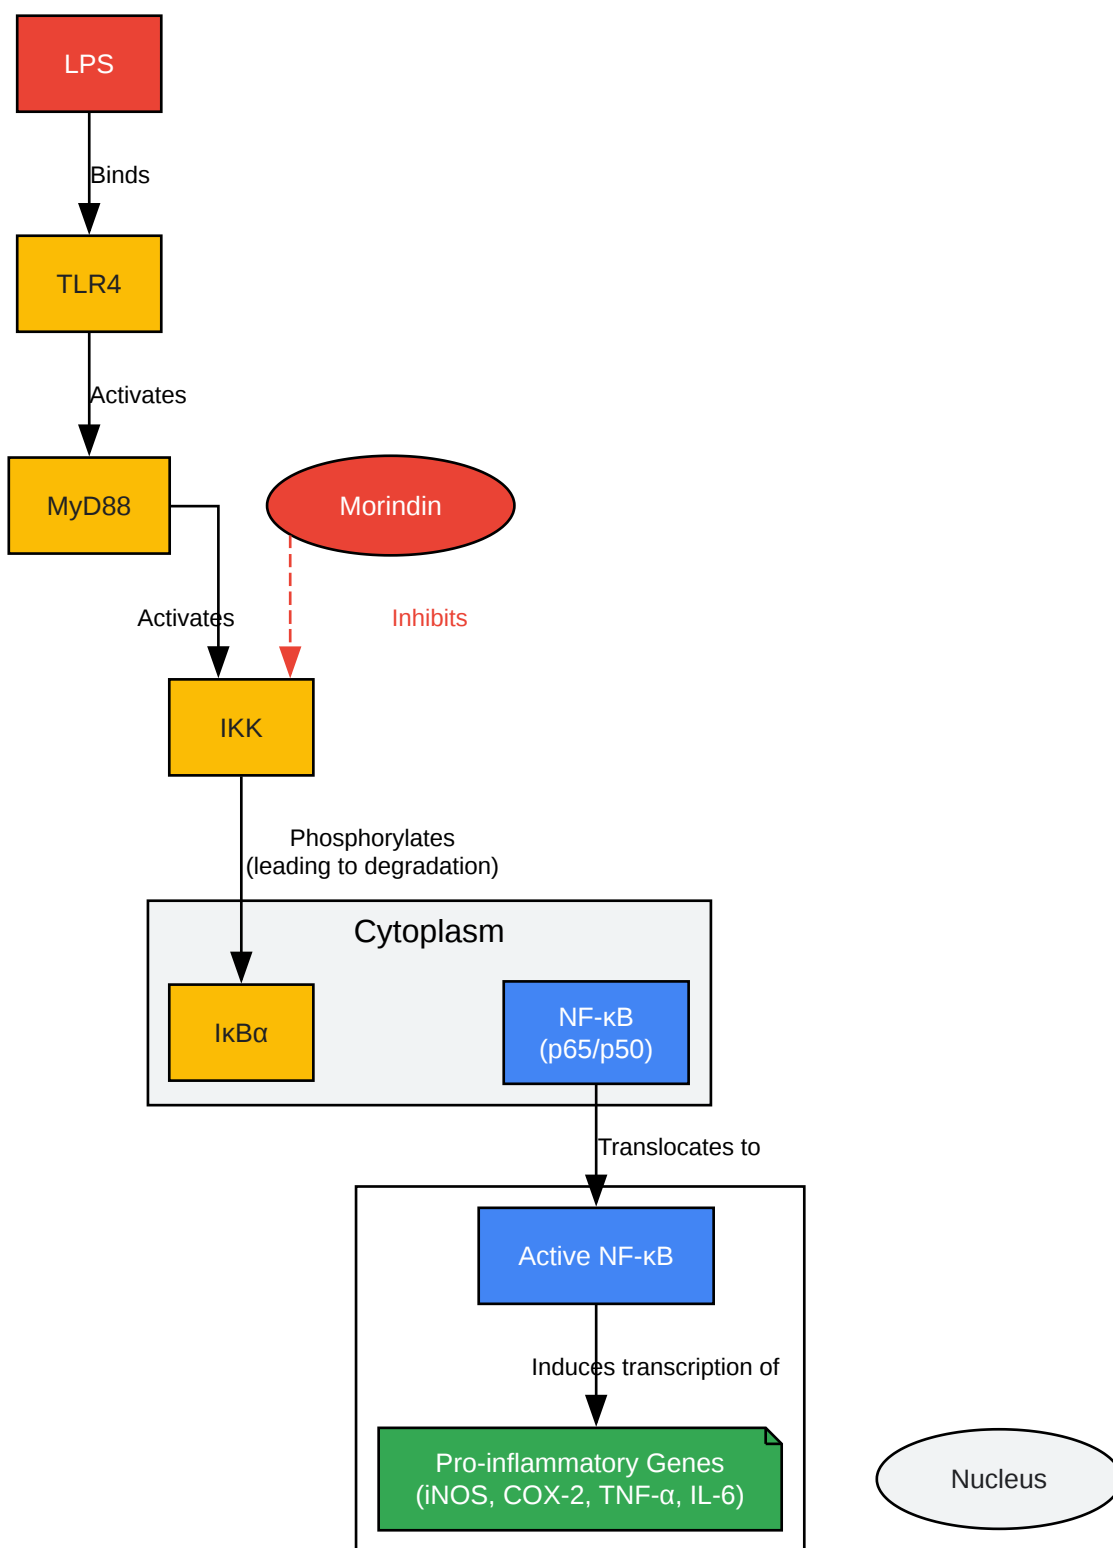 LPS
Binds
TLR4
Activates
MyD88
Morindin
Activates
Inhibits
IKK
Phosphorylates
(leading to degradation)
Cytoplasm
IκBα
NF-κB
(p65/p50)
Translocates to
Active NF-κB
Induces transcription of
Pro-inflammatory Genes
(iNOS, COX-2, TNF-α, IL-6)
Nucleus